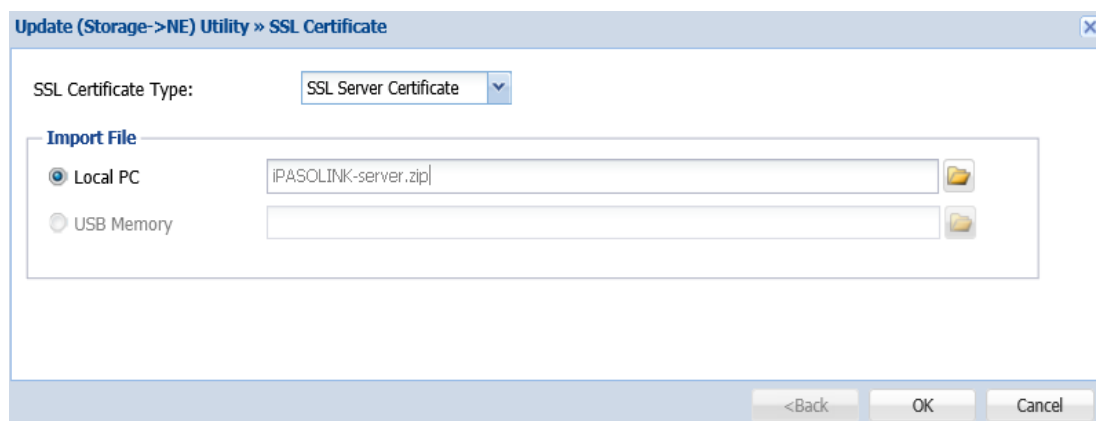 Update (Storage->NE) Utility » SSL Certificate
SSL Certificate Type: SSL Server Certificate
Import File
Local PC iPASOLINK-server.zip
USB Memory
<Back OK Cancel